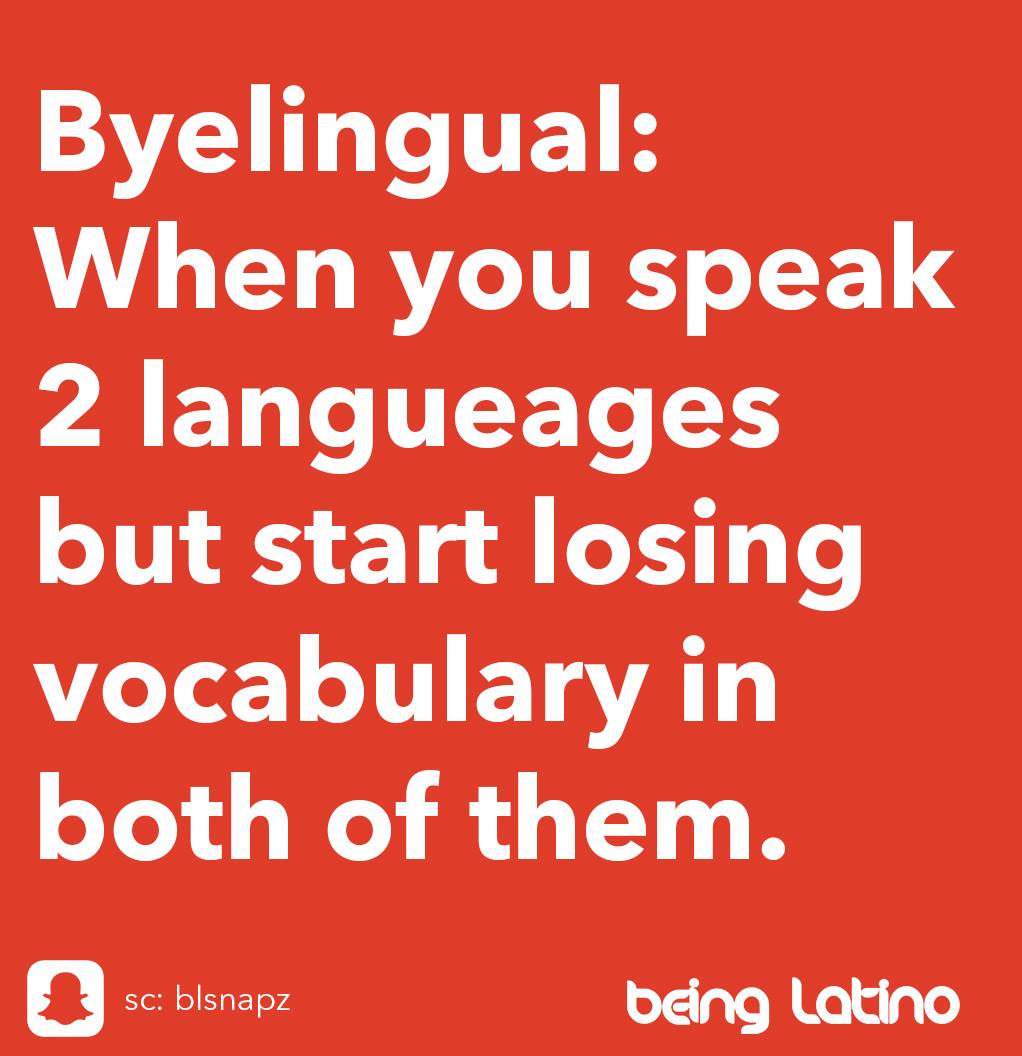 Byelingual:
When you speak
2 langueages
but start losing
vocabulary in
both of them.
sc: blsnapz
being Latino